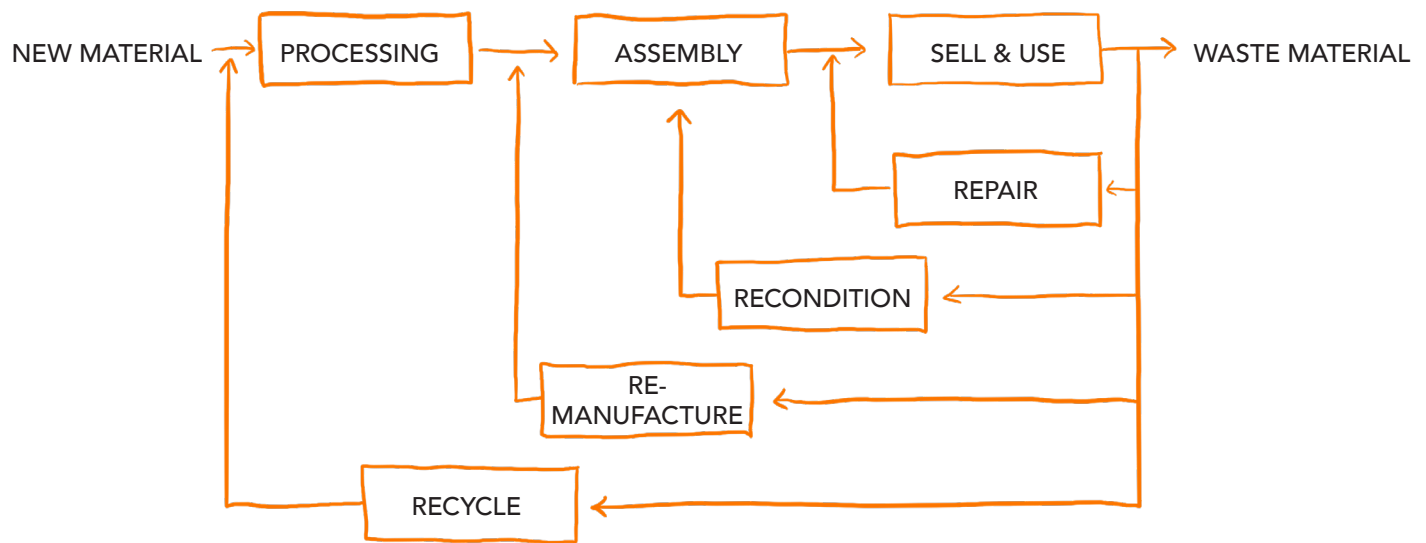 NEW MATERIAL
PROCESSING
ASSEMBLY
SELL & USE
WASTE MATERIAL
REPAIR
RECONDITION
RE-
MANUFACTURE
RECYCLE